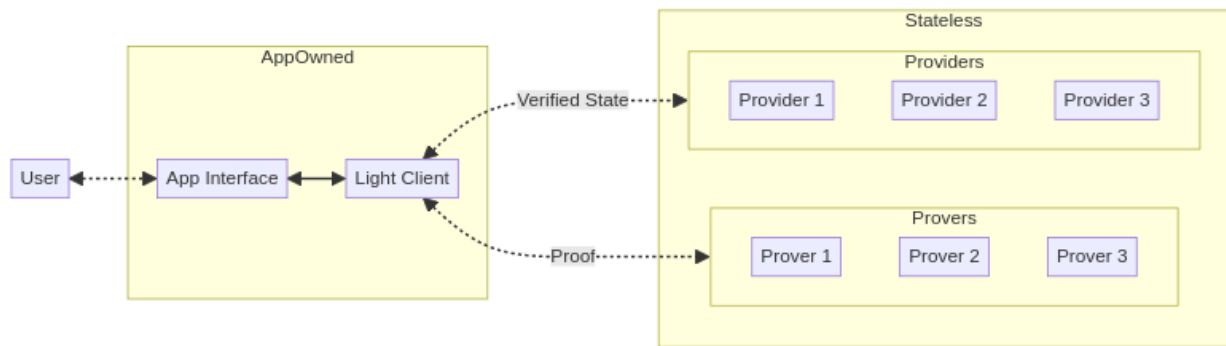 Stateless
AppOwned
Providers
Provider 1
Provider 2
Provider 3
Verified State
User
App Interface
Light Client
Provers
Proof
Prover 1
Prover 2
Prover 3